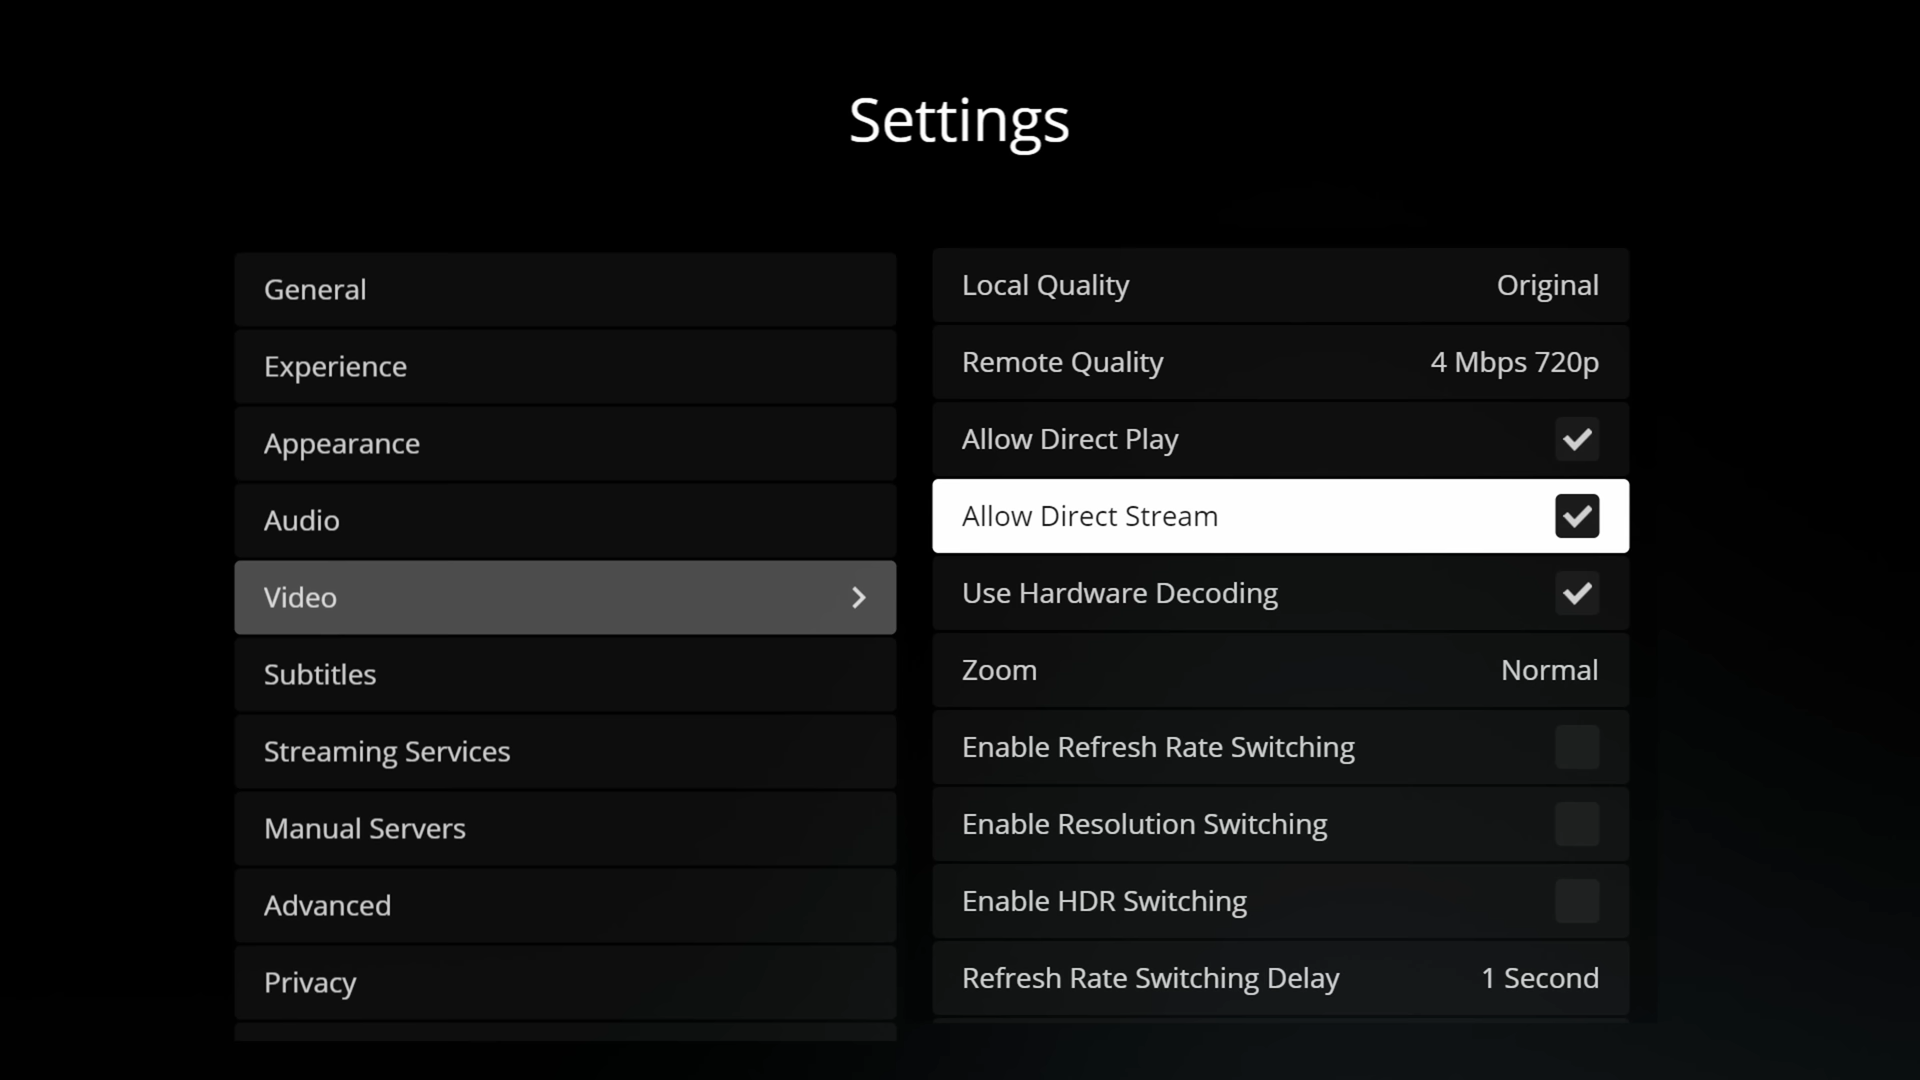 Settings
General
Experience
Appearance
Audio
Video
Subtitles
Streaming Services
Manual Servers
Advanced
Privacy
Local Quality Original
Remote Quality 4 Mbps 720p
Allow Direct Play
Allow Direct Stream
Use Hardware Decoding
Zoom Normal
Enable Refresh Rate Switching
Enable Resolution Switching
Enable HDR Switching
Refresh Rate Switching Delay 1 Second